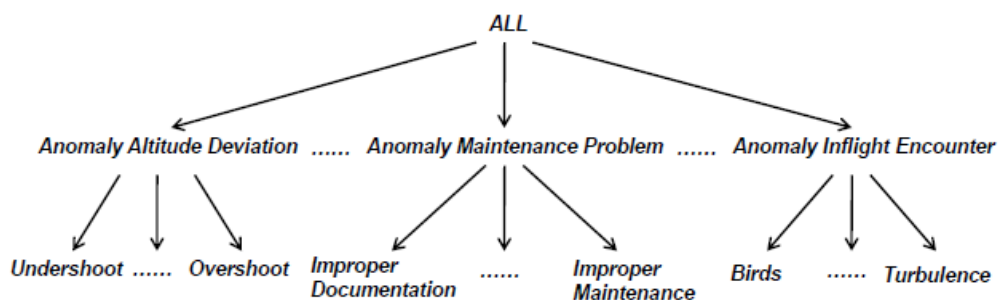 ALL
Anomaly Altitude Deviation ...... Anomaly Maintenance Problem ...... Anomaly Inflight Encounter
Undershoot ...... Overshoot Improper Documentation ...... Improper Maintenance Birds ...... Turbulence